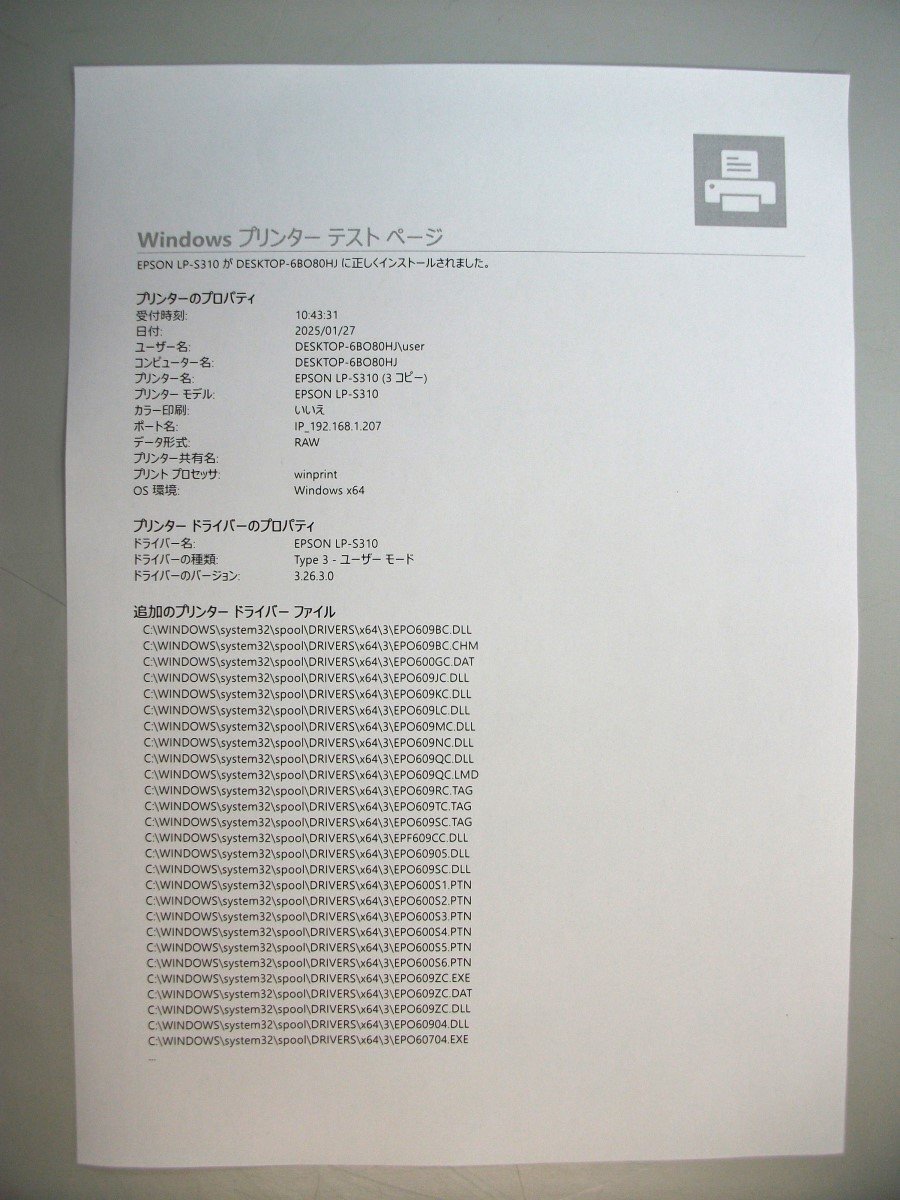 Windows プリンター テスト ページ
EPSON LP-S310 が DESKTOP-6BO80HJ に正しくインストールされました。
プリンターのプロパティ
受付時刻: 10:43:31
日付: 2025/01/27
ユーザー名: DESKTOP-6BO80HJ\user
コンピューター名: DESKTOP-6BO80HJ
プリンター名: EPSON LP-S310 (3 コピー)
プリンター モデル: EPSON LP-S310
カラー印刷: いいえ
ポート名: IP_192.168.1.207
データ形式: RAW
プリンター共有名:
プリント プロセッサ: winprint
OS 環境: Windows x64
プリンター ドライバーのプロパティ
ドライバー名: EPSON LP-S310
ドライバーの種類: Type 3 - ユーザー モード
ドライバーのバージョン: 3.26.3.0
追加のプリンター ドライバー ファイル
C:\WINDOWS\system32\spool\DRIVERS\x64\3\EPO609BC.DLL
C:\WINDOWS\system32\spool\DRIVERS\x64\3\EPO609BC.CHM
C:\WINDOWS\system32\spool\DRIVERS\x64\3\EPO600GC.DAT
C:\WINDOWS\system32\spool\DRIVERS\x64\3\EPO609JC.DLL
C:\WINDOWS\system32\spool\DRIVERS\x64\3\EPO609KC.DLL
C:\WINDOWS\system32\spool\DRIVERS\x64\3\EPO609LC.DLL
C:\WINDOWS\system32\spool\DRIVERS\x64\3\EPO609MC.DLL
C:\WINDOWS\system32\spool\DRIVERS\x64\3\EPO609NC.DLL
C:\WINDOWS\system32\spool\DRIVERS\x64\3\EPO609QC.DLL
C:\WINDOWS\system32\spool\DRIVERS\x64\3\EPO609QC.LMD
C:\WINDOWS\system32\spool\DRIVERS\x64\3\EPO609RC.TAG
C:\WINDOWS\system32\spool\DRIVERS\x64\3\EPO609TC.TAG
C:\WINDOWS\system32\spool\DRIVERS\x64\3\EPO609SC.TAG
C:\WINDOWS\system32\spool\DRIVERS\x64\3\EPF609CC.DLL
C:\WINDOWS\system32\spool\DRIVERS\x64\3\EPO60905.DLL
C:\WINDOWS\system32\spool\DRIVERS\x64\3\EPO609SC.DLL
C:\WINDOWS\system32\spool\DRIVERS\x64\3\EPO600S1.PTN
C:\WINDOWS\system32\spool\DRIVERS\x64\3\EPO600S2.PTN
C:\WINDOWS\system32\spool\DRIVERS\x64\3\EPO600S3.PTN
C:\WINDOWS\system32\spool\DRIVERS\x64\3\EPO600S4.PTN
C:\WINDOWS\system32\spool\DRIVERS\x64\3\EPO600S5.PTN
C:\WINDOWS\system32\spool\DRIVERS\x64\3\EPO600S6.PTN
C:\WINDOWS\system32\spool\DRIVERS\x64\3\EPO609ZC.EXE
C:\WINDOWS\system32\spool\DRIVERS\x64\3\EPO609ZC.DAT
C:\WINDOWS\system32\spool\DRIVERS\x64\3\EPO609ZC.DLL
C:\WINDOWS\system32\spool\DRIVERS\x64\3\EPO60904.DLL
C:\WINDOWS\system32\spool\DRIVERS\x64\3\EPO60704.EXE
...